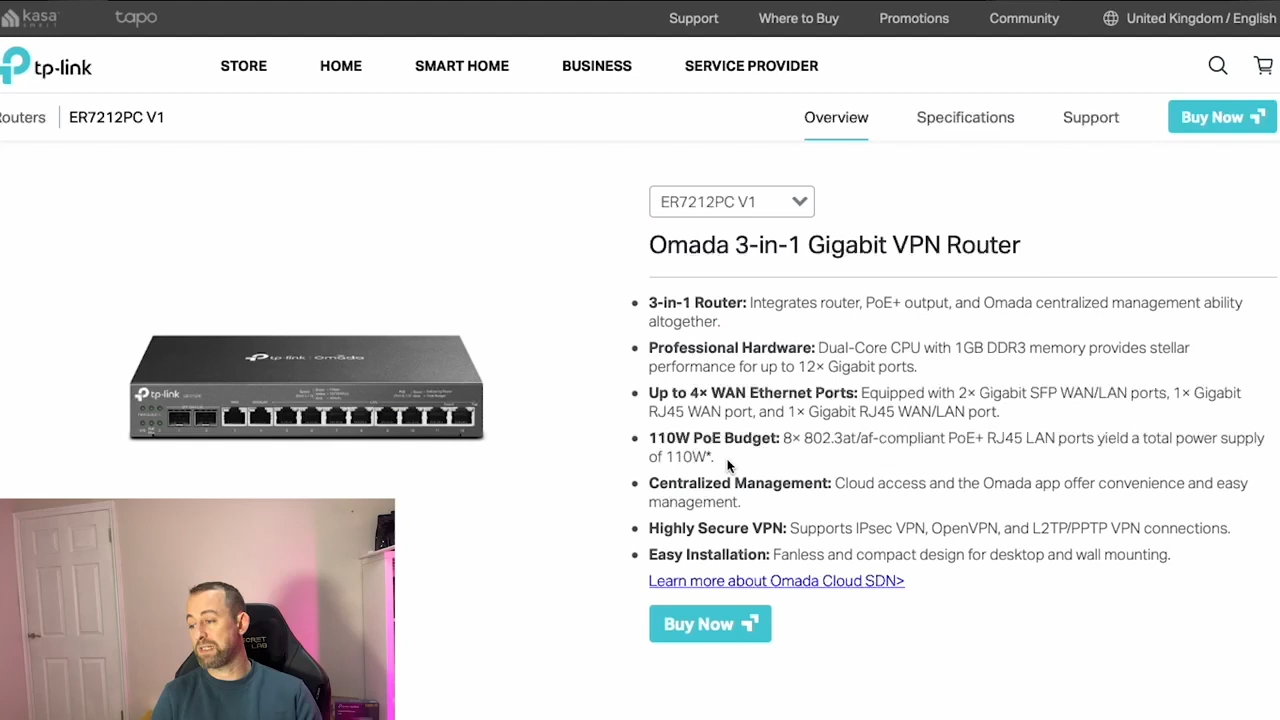 kasa
SMART
tapo
Support
Where to Buy
Promotions
Community
United Kingdom / English
tp-link
STORE
HOME
SMART HOME
BUSINESS
SERVICE PROVIDER
ER7212PC V1
Overview
Specifications
Support
Buy Now
ER7212PC V1
Omada 3-in-1 Gigabit VPN Router
3-in-1 Router: Integrates router, PoE+ output, and Omada centralized management ability
altogether.
Professional Hardware: Dual-Core CPU with 1GB DDR3 memory provides stellar
performance for up to 12× Gigabit ports.
Up to 4× WAN Ethernet Ports: Equipped with 2× Gigabit SFP WAN/LAN ports, 1× Gigabit
RJ45 WAN port, and 1× Gigabit RJ45 WAN/LAN port.
110W PoE Budget: 8× 802.3at/af-compliant PoE+ RJ45 LAN ports yield a total power supply
of 110W*.
Centralized Management: Cloud access and the Omada app offer convenience and easy
management.
Highly Secure VPN: Supports IPsec VPN, OpenVPN, and L2TP/PPTP VPN connections.
Easy Installation: Fanless and compact design for desktop and wall mounting.
Learn more about Omada Cloud SDN>
Buy Now
tp-link | omada
tp-link
SECRET
LAB